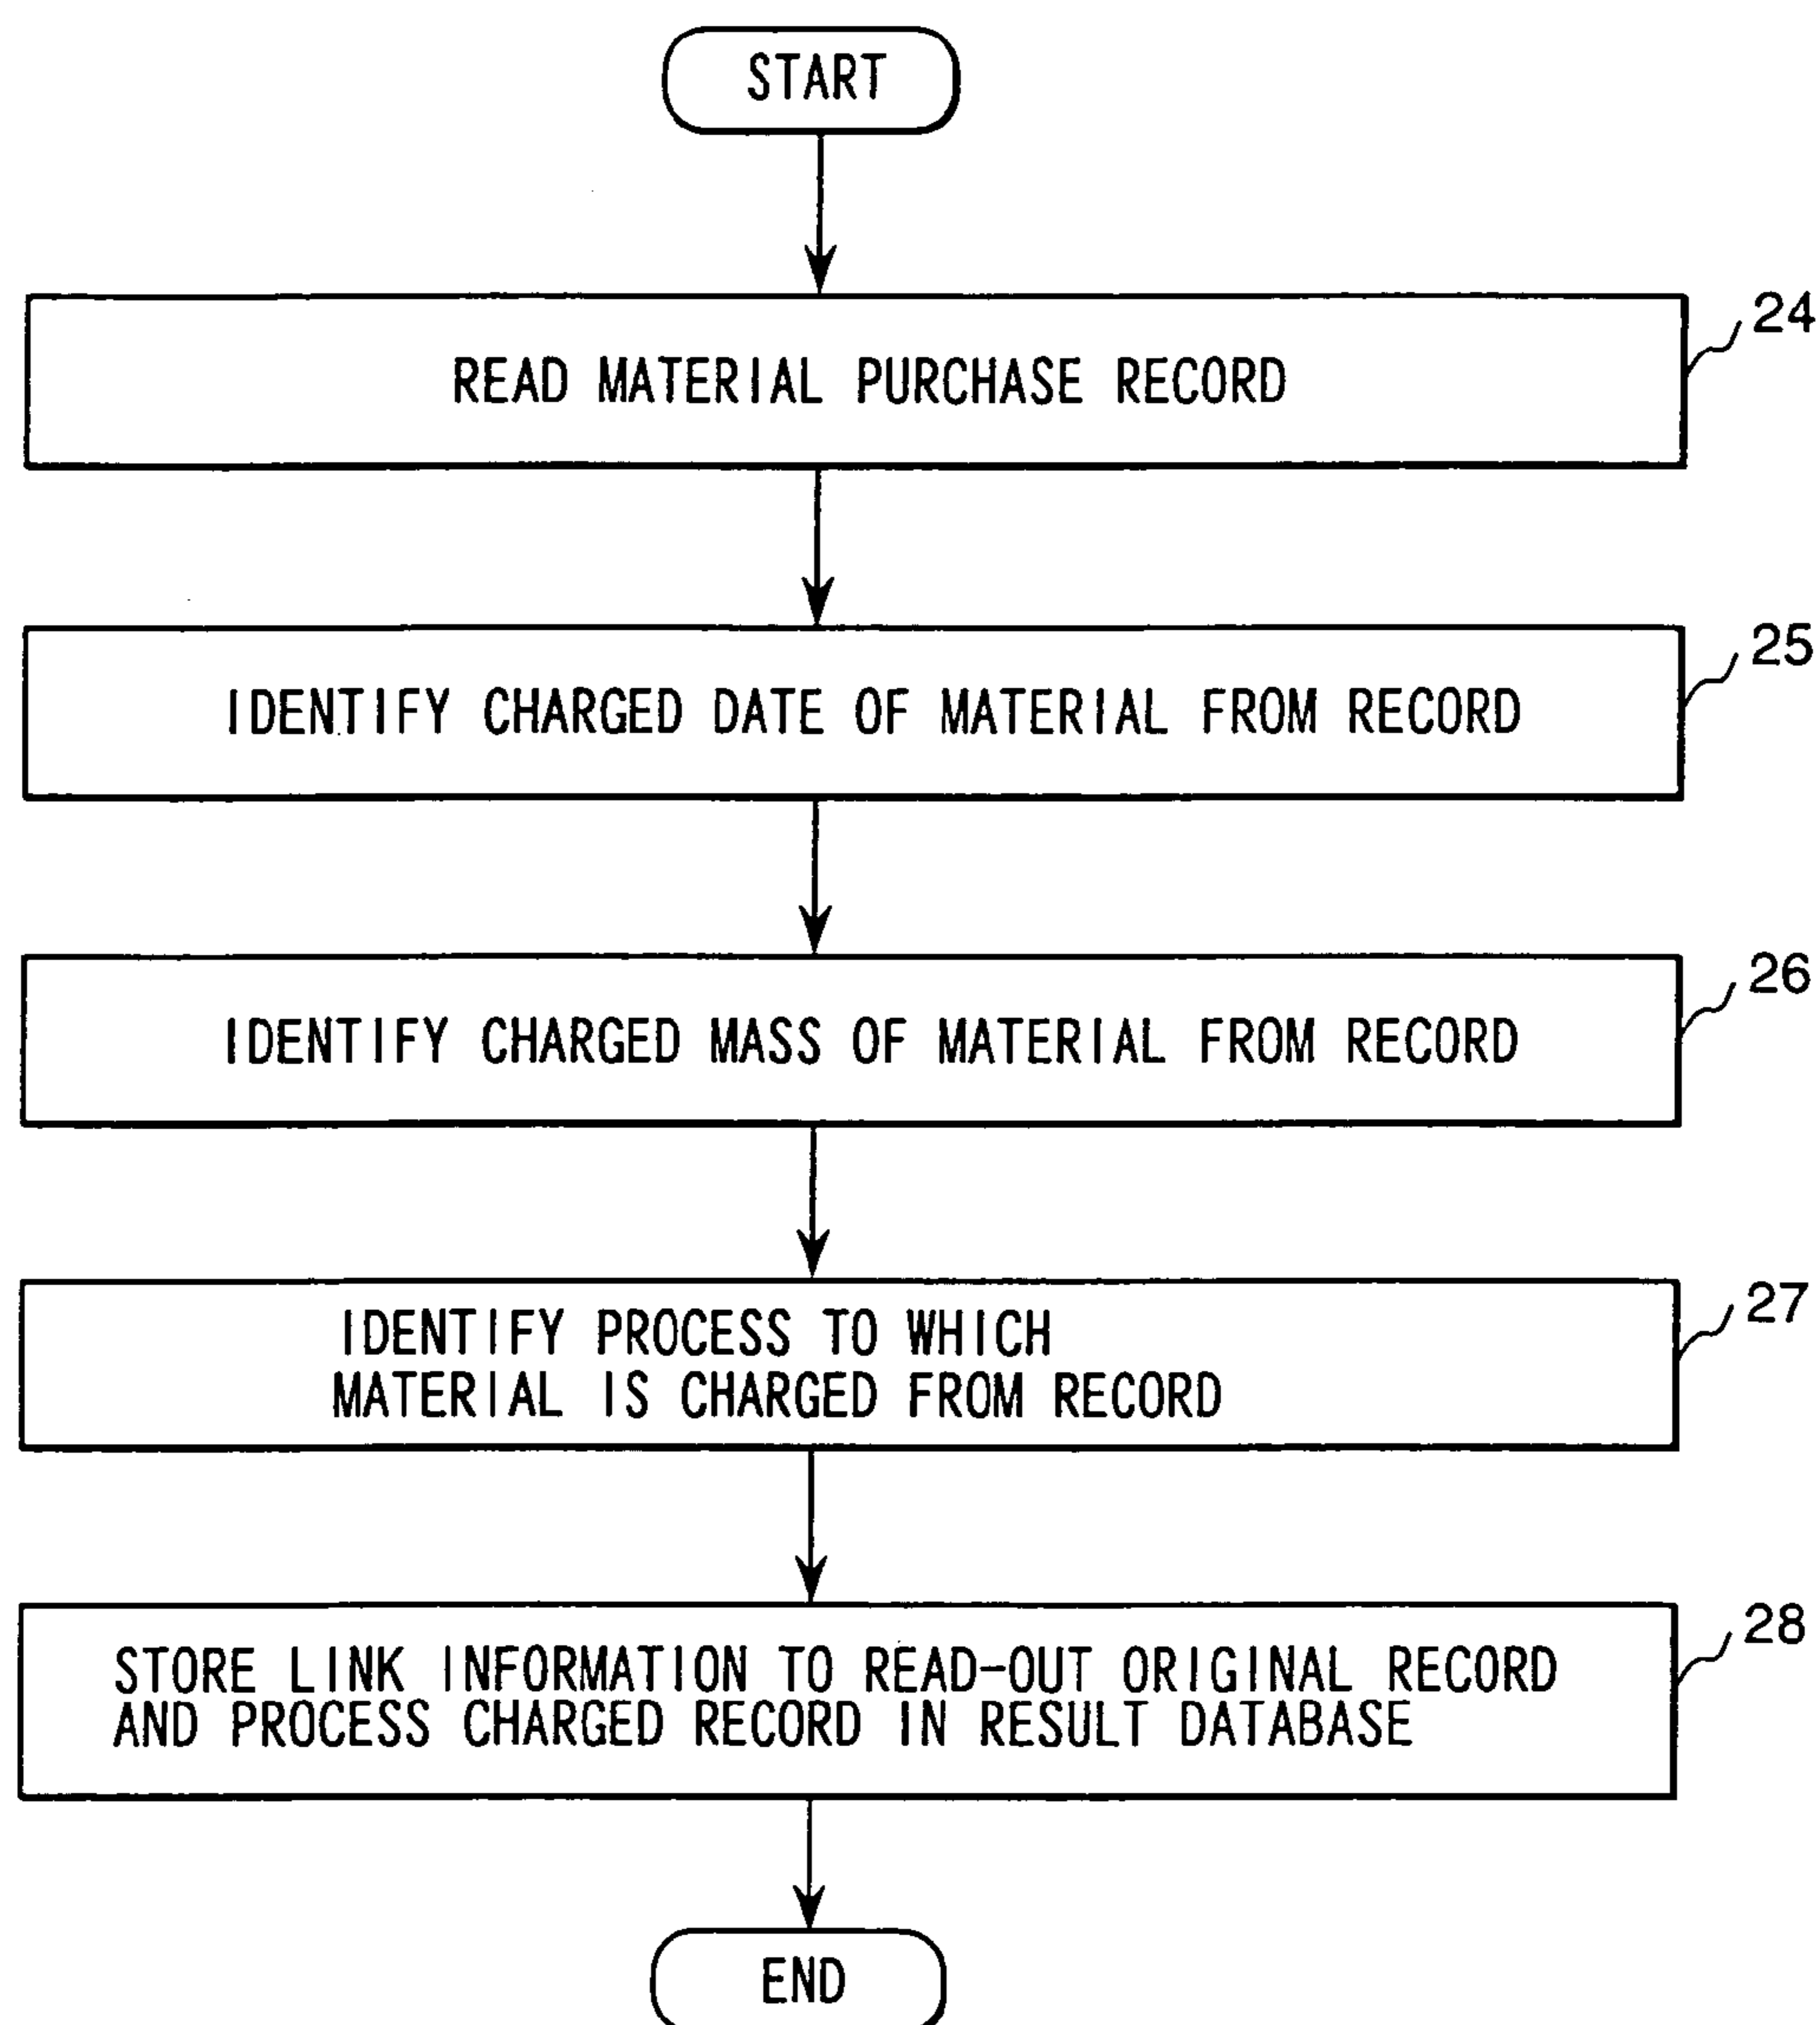 START
24
READ MATERIAL PURCHASE RECORD
25
IDENTIFY CHARGED DATE OF MATERIAL FROM RECORD
26
IDENTIFY CHARGED MASS OF MATERIAL FROM RECORD
27
IDENTIFY PROCESS TO WHICH
MATERIAL IS CHARGED FROM RECORD
28
STORE LINK INFORMATION TO READ-OUT ORIGINAL RECORD
AND PROCESS CHARGED RECORD IN RESULT DATABASE
END